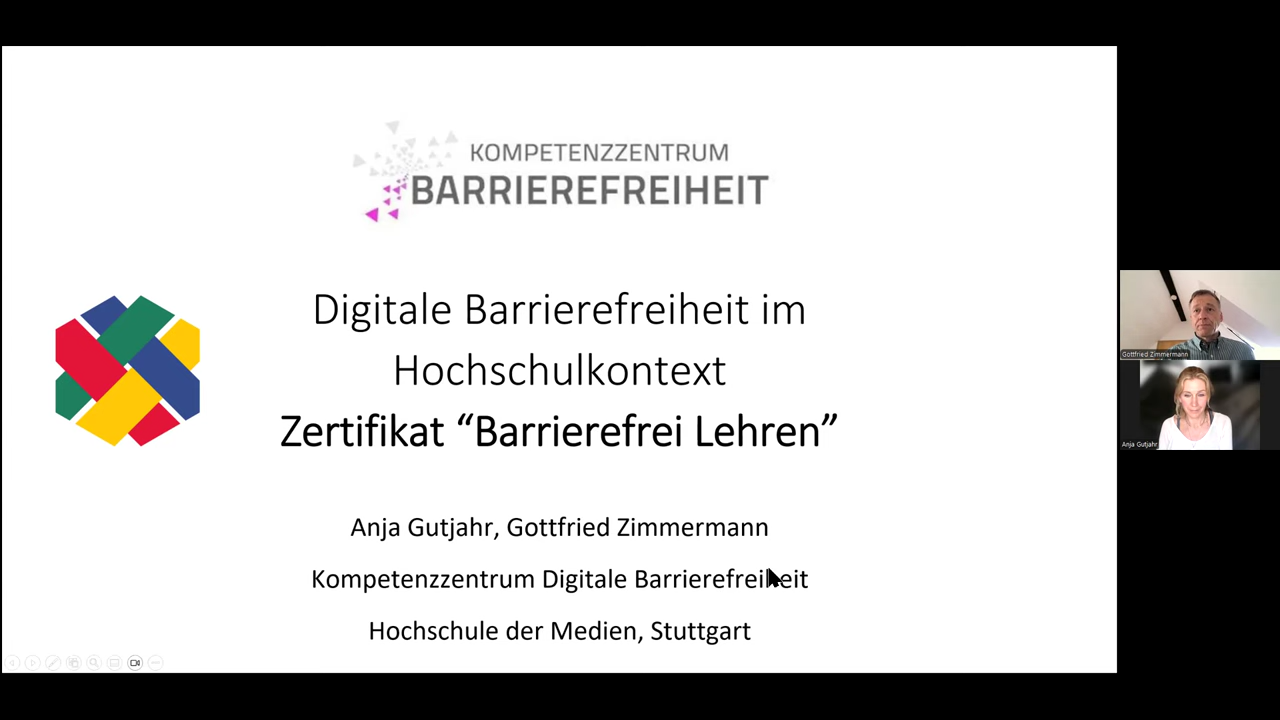 KOMPETENZZENTRUM
BARRIEREFREIHEIT
Digitale Barrierefreiheit im
Hochschulkontext
Zertifikat “Barrierefrei Lehren”
Anja Gutjahr, Gottfried Zimmermann
Kompetenzzentrum Digitale Barrierefreiheit
Hochschule der Medien, Stuttgart
Gottfried Zimmermann
Anja Gutjahr